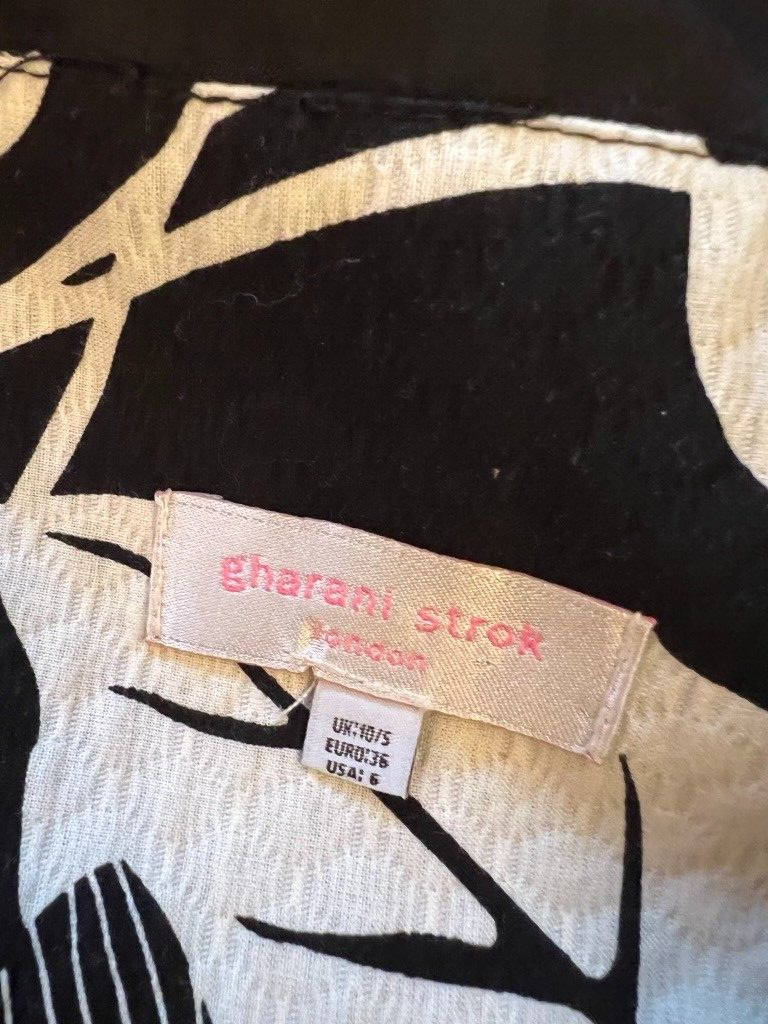 gharani strok
london
UK:10/S
EURO:36
USA: 6